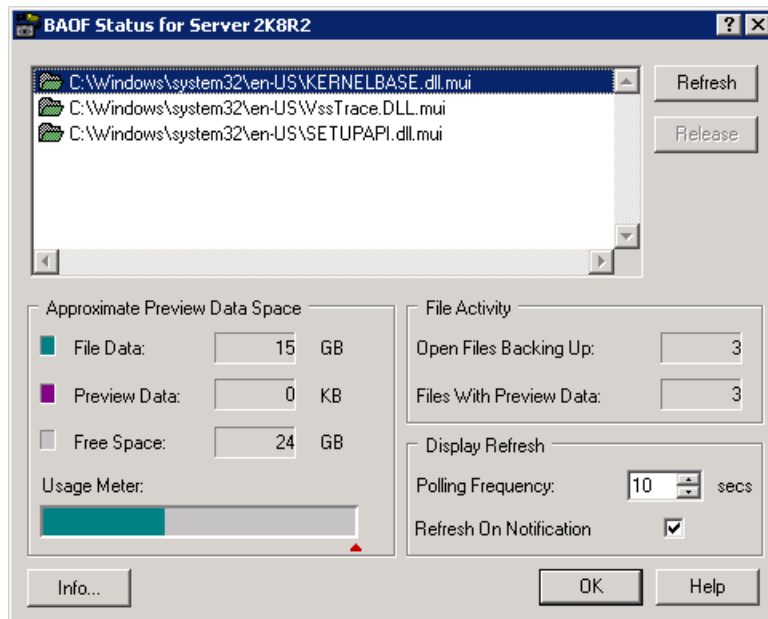 BAOF Status for Server 2K8R2
C:\Windows\system32\en-US\KERNELBASE.dll.mui
C:\Windows\system32\en-US\VssTrace.DLL.mui
C:\Windows\system32\en-US\SETUPAPI.dll.mui
Refresh
Release
Approximate Preview Data Space
File Data: 15 GB
Preview Data: 0 KB
Free Space: 24 GB
Usage Meter:
File Activity
Open Files Backing Up: 3
Files With Preview Data: 3
Display Refresh
Polling Frequency: 10 secs
Refresh On Notification
Info...
OK
Help